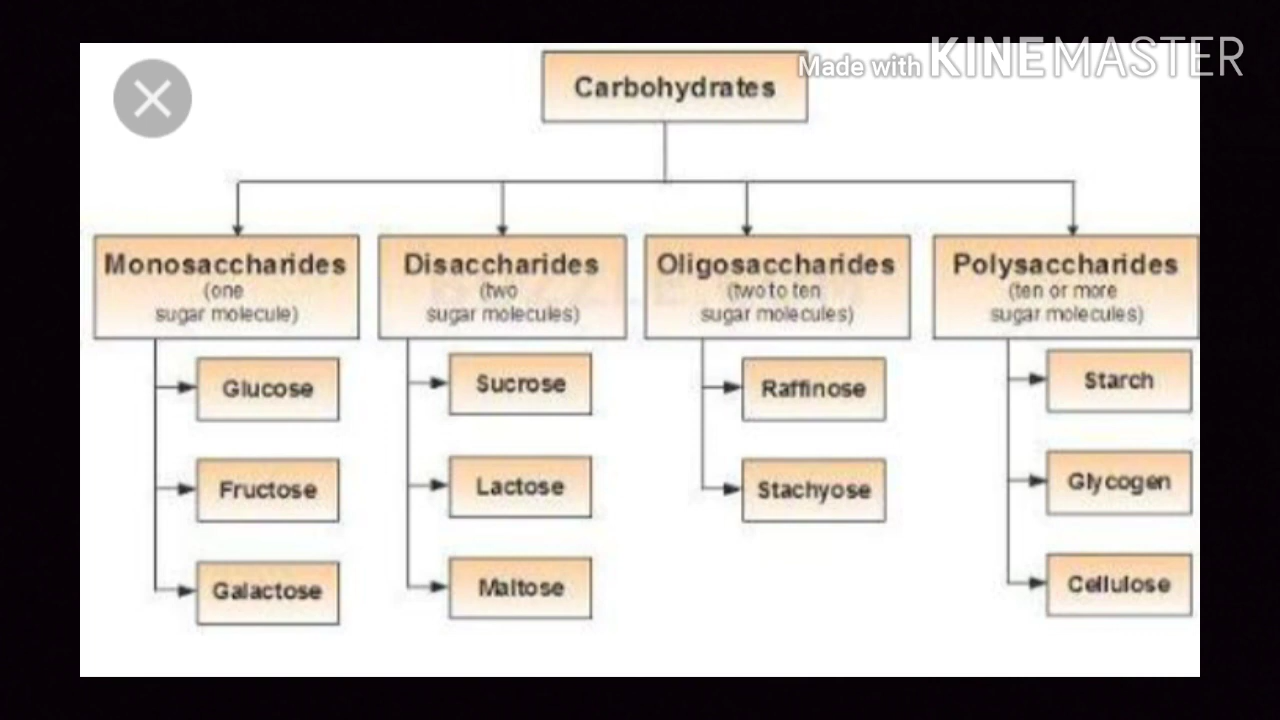 Made with KINEMASTER
Carbohydrates
Monosaccharides
(one
sugar molecule)
Glucose
Fructose
Galactose
Disaccharides
(two
sugar molecules)
Sucrose
Lactose
Maltose
Oligosaccharides
(two to ten
sugar molecules)
Raffinose
Stachyose
Polysaccharides
(ten or more
sugar molecules)
Starch
Glycogen
Cellulose